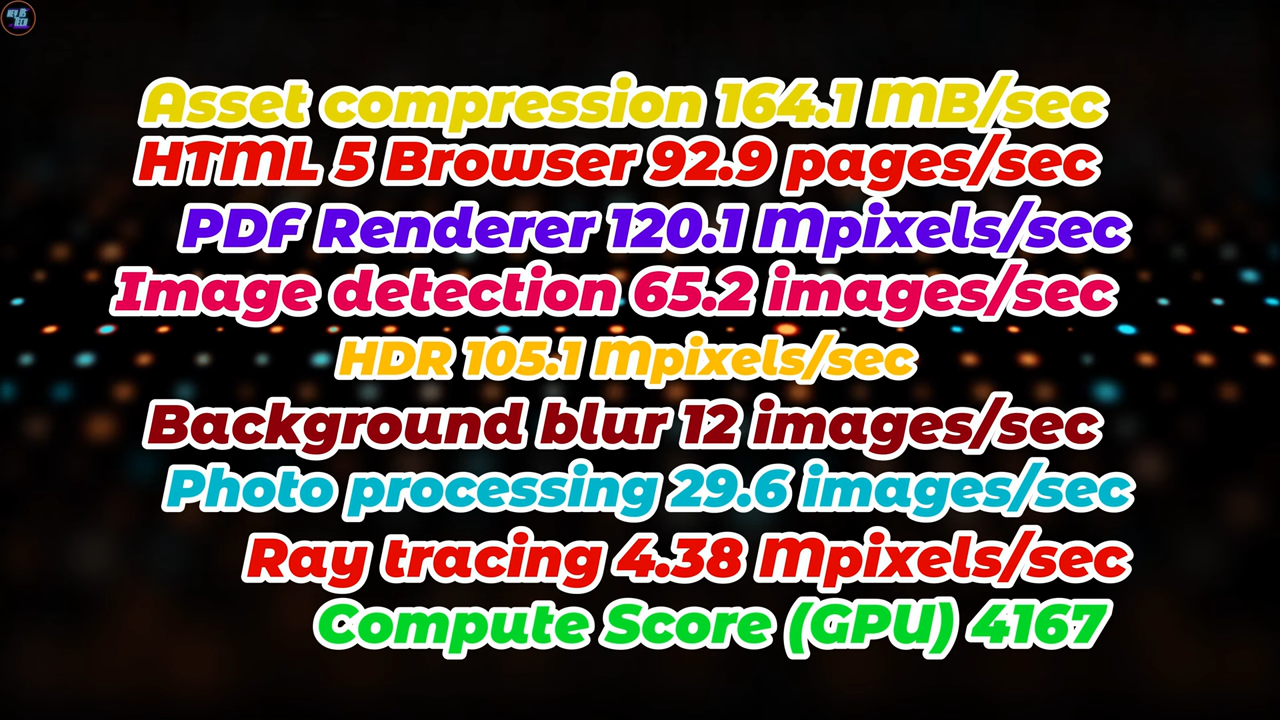 Asset compression 164.1 MB/sec
HTML 5 Browser 92.9 pages/sec
PDF Renderer 120.1 Mpixels/sec
Image detection 65.2 images/sec
HDR 105.1 Mpixels/sec
Background blur 12 images/sec
Photo processing 29.6 images/sec
Ray tracing 4.38 Mpixels/sec
Compute Score (GPU) 4167